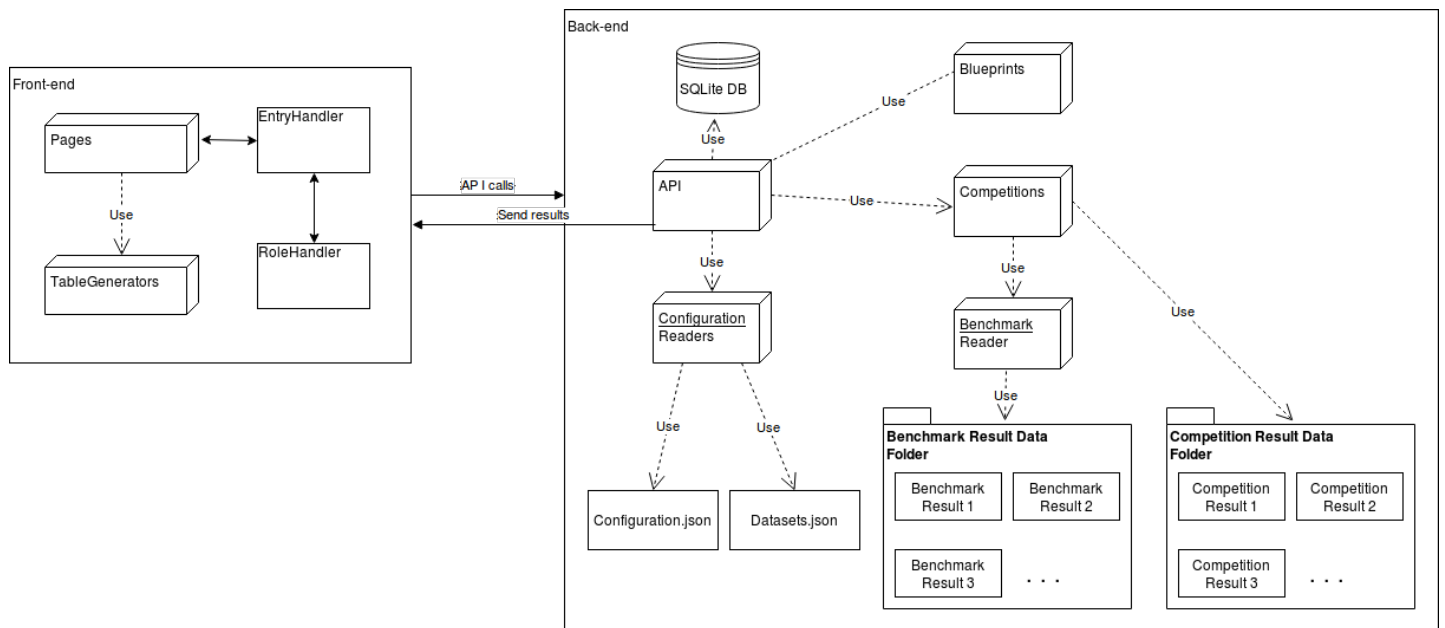 Back-end
Front-end
Pages
EntryHandler
Use
TableGenerators
RoleHandler
AP I calls
Send results
SQLite DB
Use
Blueprints
Use
API
Use
Competitions
Use
Configuration
Readers
Use
Benchmark
Reader
Use
Use
Use
Configuration.json
Datasets.json
Use
Benchmark Result Data
Folder
Benchmark
Result 1
Benchmark
Result 2
Benchmark
Result 3
. . .
Competition Result Data
Folder
Competition
Result 1
Competition
Result 2
Competition
Result 3
. . .